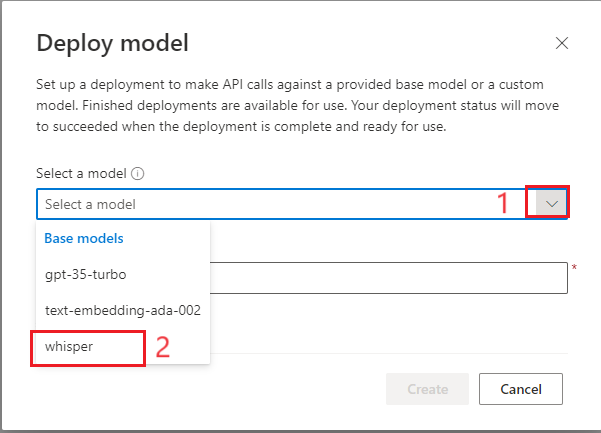 Deploy model
Set up a deployment to make API calls against a provided base model or a custom
model. Finished deployments are available for use. Your deployment status will move
to succeeded when the deployment is complete and ready for use.
Select a model
Select a model
1
Base models
gpt-35-turbo
*
text-embedding-ada-002
whisper
2
Create
Cancel